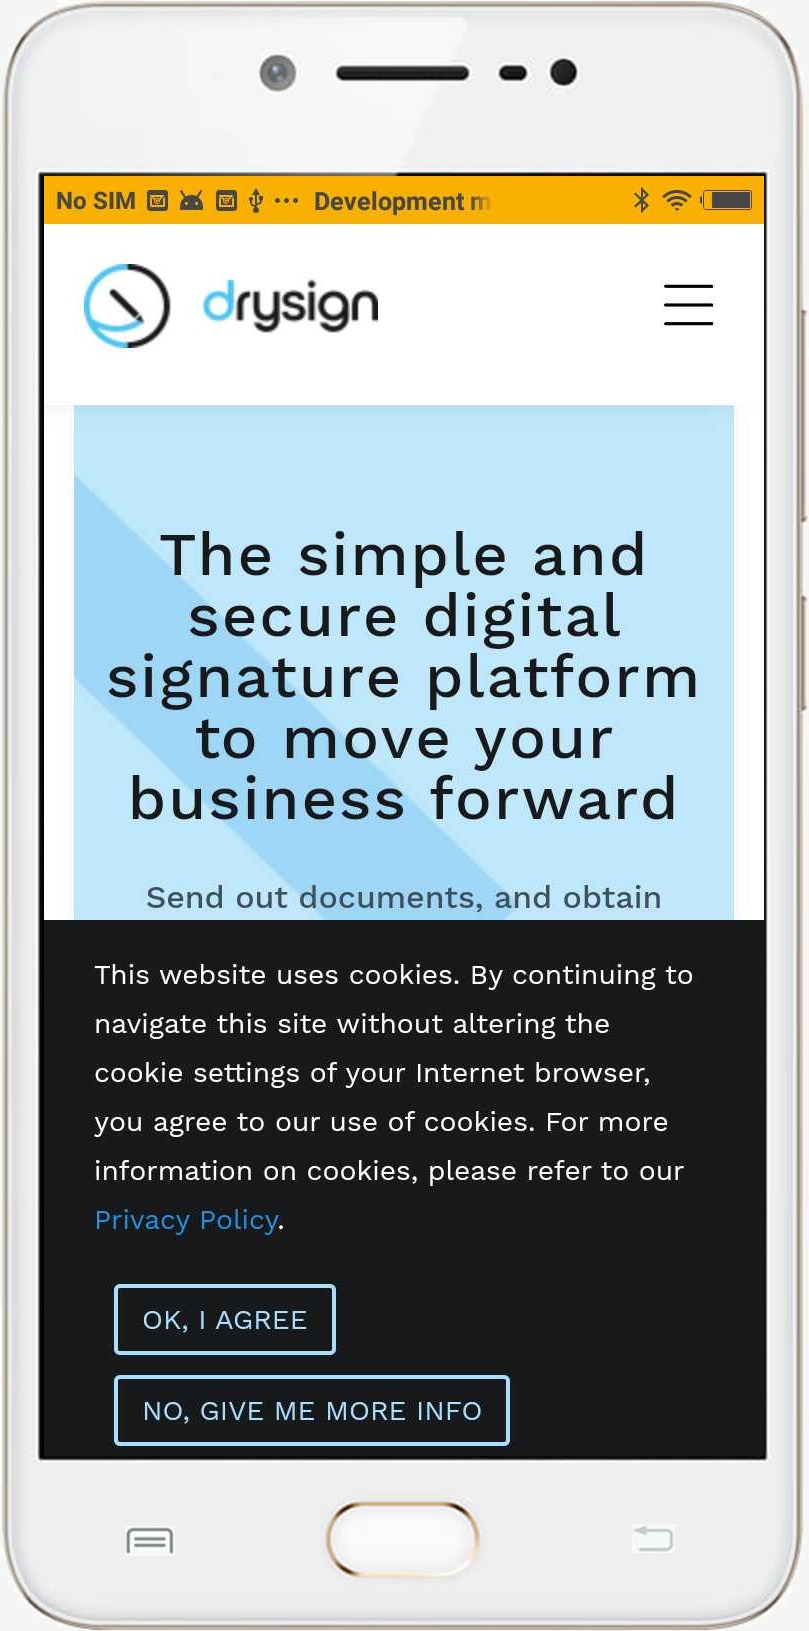 No SIM ••• Development m
drysign
The simple and
secure digital
signature platform
to move your
business forward
Send out documents, and obtain
This website uses cookies. By continuing to
navigate this site without altering the
cookie settings of your Internet browser,
you agree to our use of cookies. For more
information on cookies, please refer to our
Privacy Policy.
OK, I AGREE
NO, GIVE ME MORE INFO